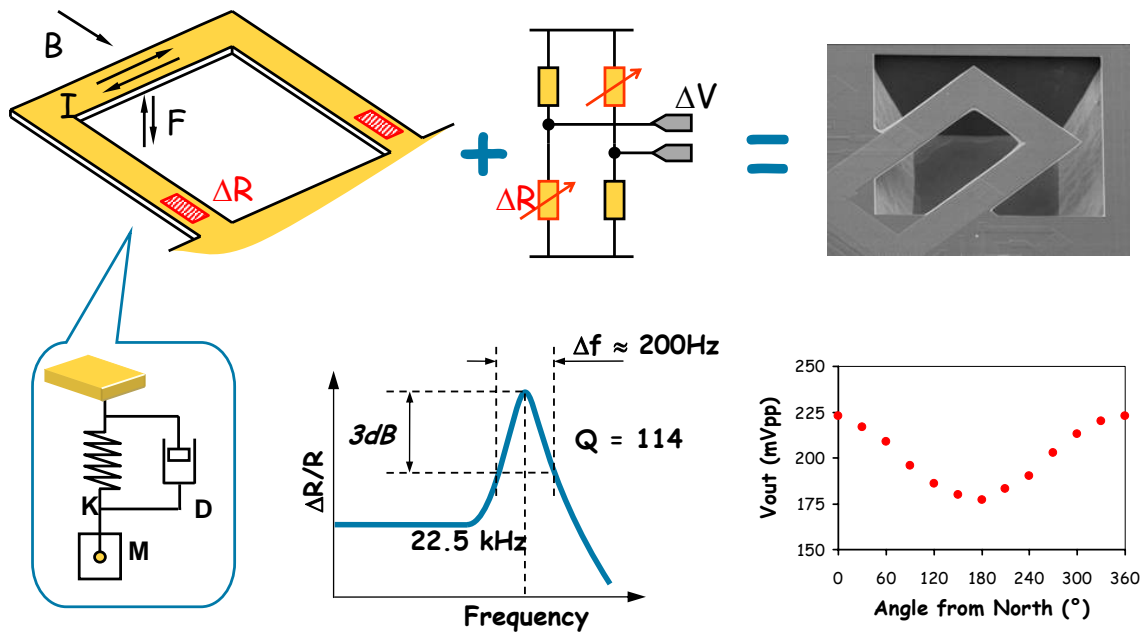 B
I
F
ΔR
ΔV
ΔR
K
D
M
Δf ≈ 200Hz
3dB
Q = 114
ΔR/R
22.5 kHz
Frequency
250
225
200
175
150
Vout (mVpp)
0 60 120 180 240 300 360
Angle from North (°)